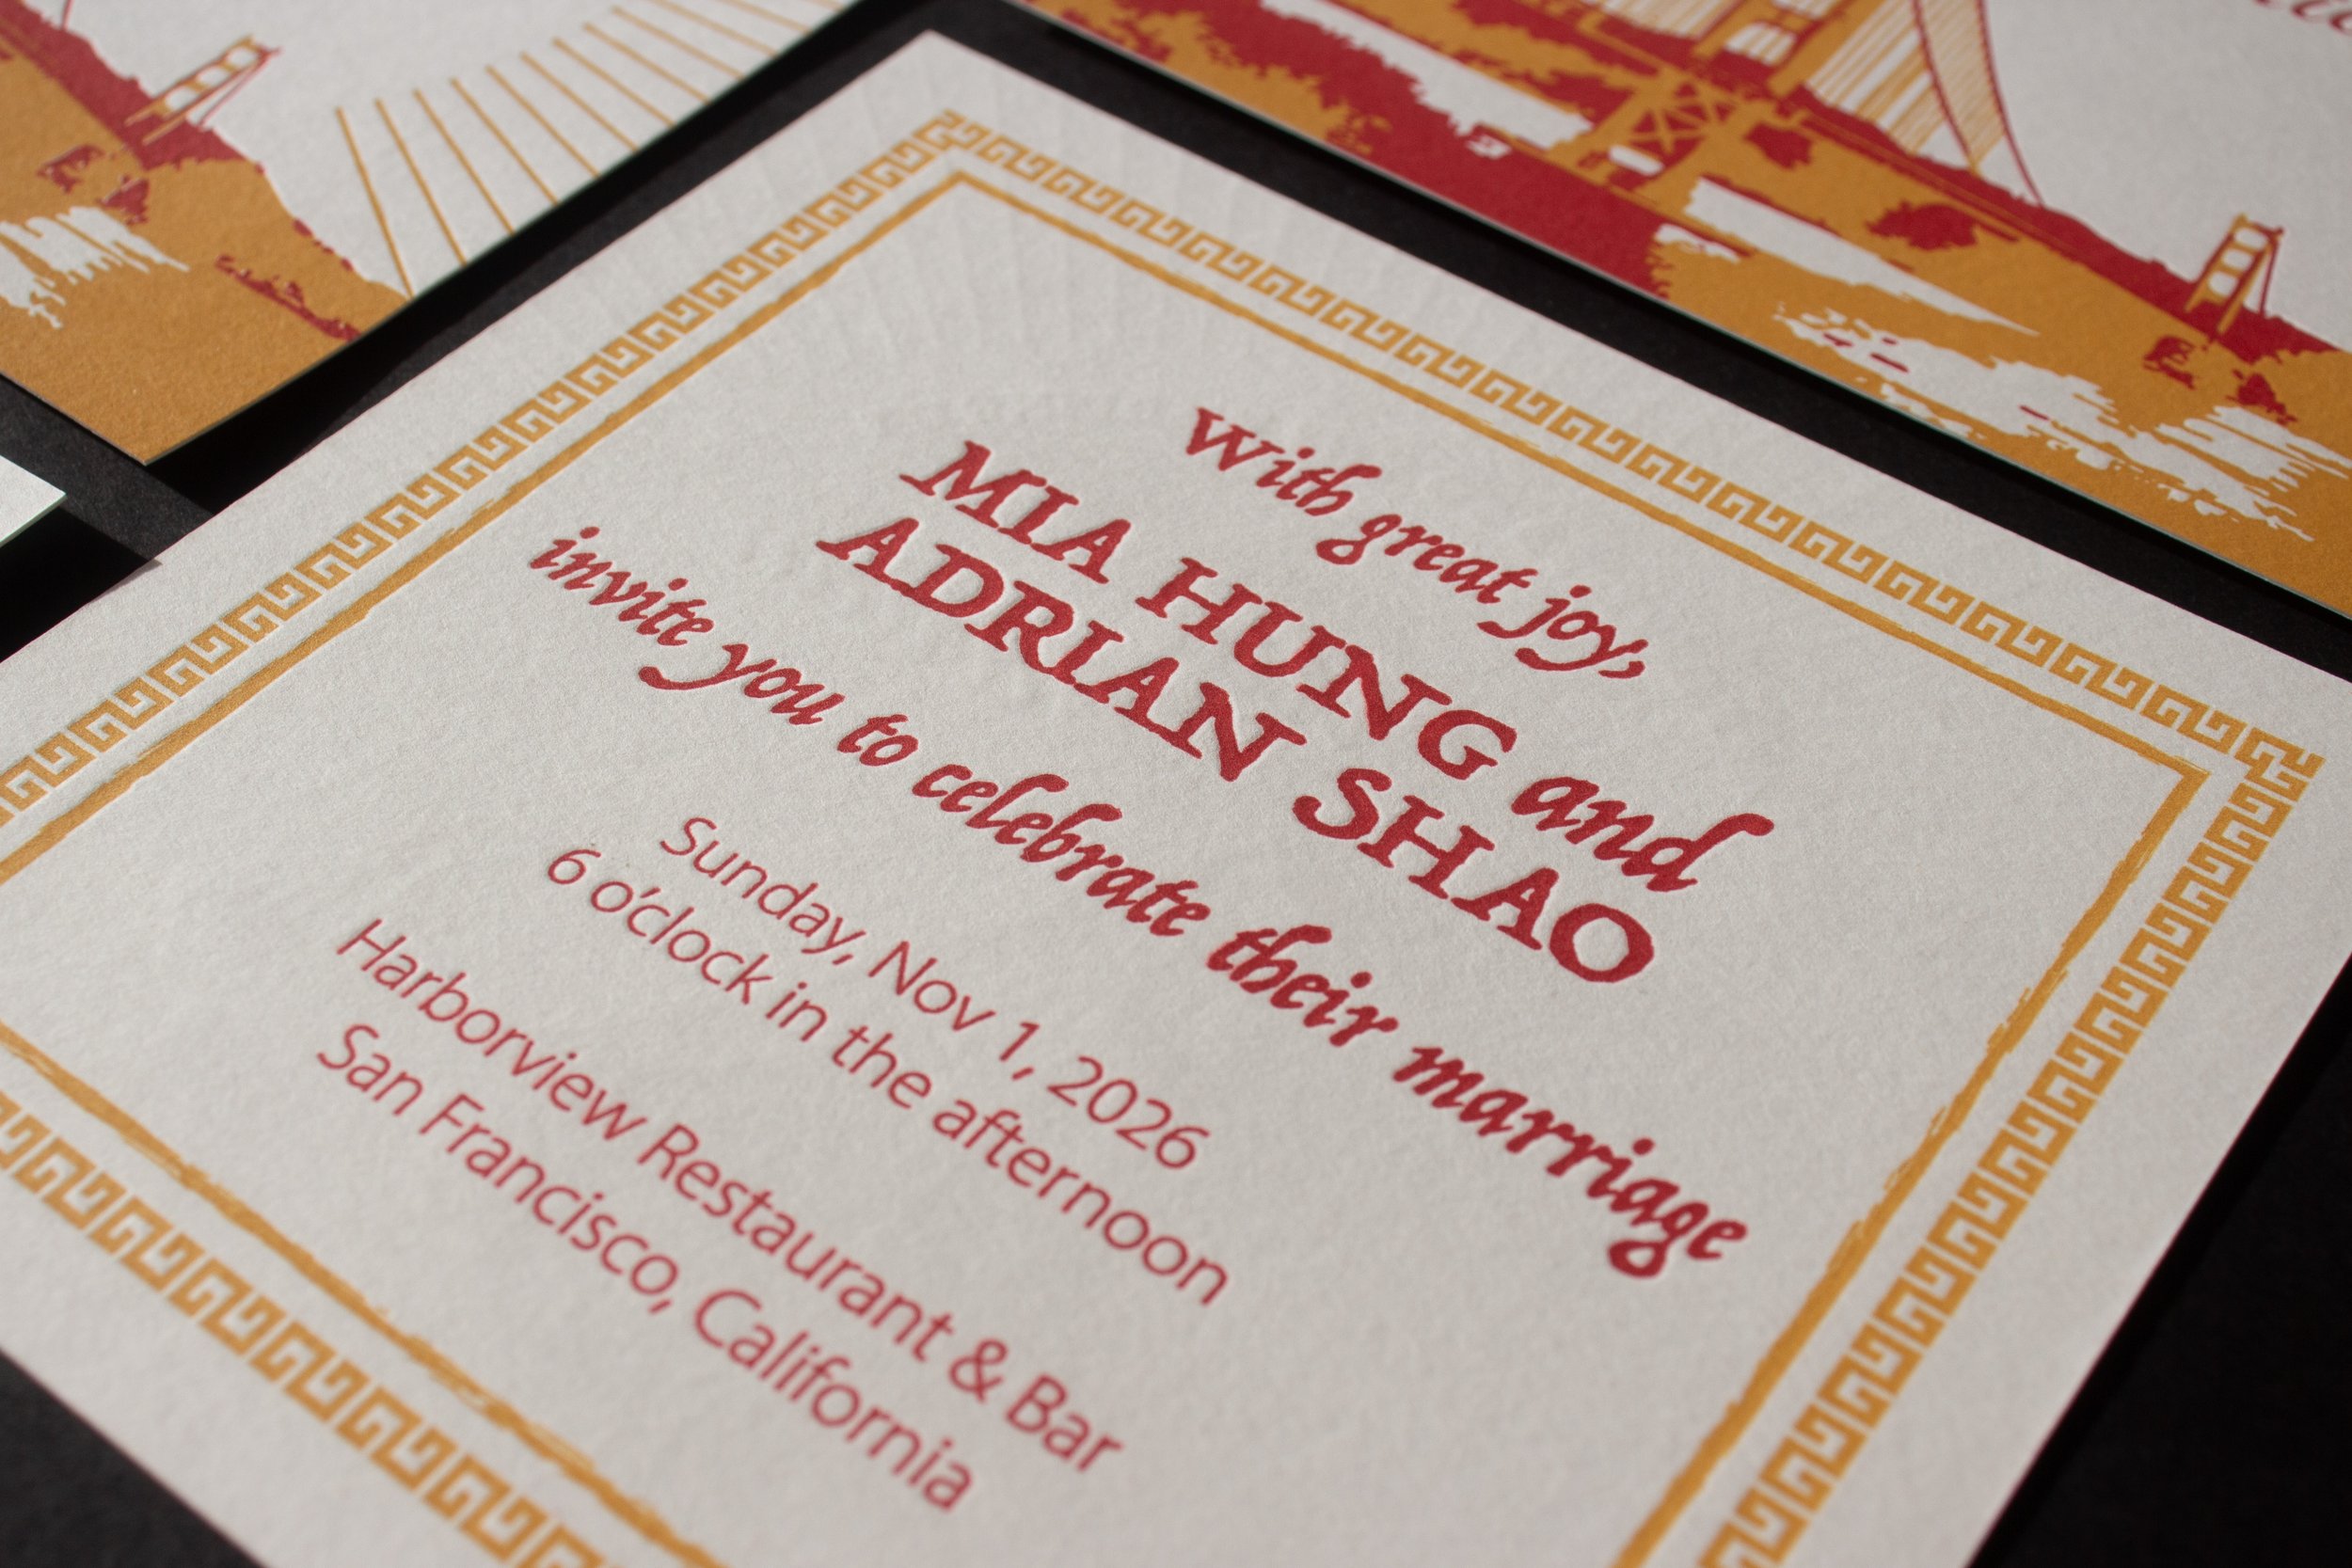 With great joy,
MIA HUNG and
ADRIAN SHAO
invite you to celebrate their marriage
Sunday, Nov 1, 2026
6 o'clock in the afternoon
Harborview Restaurant & Bar
San Francisco, California